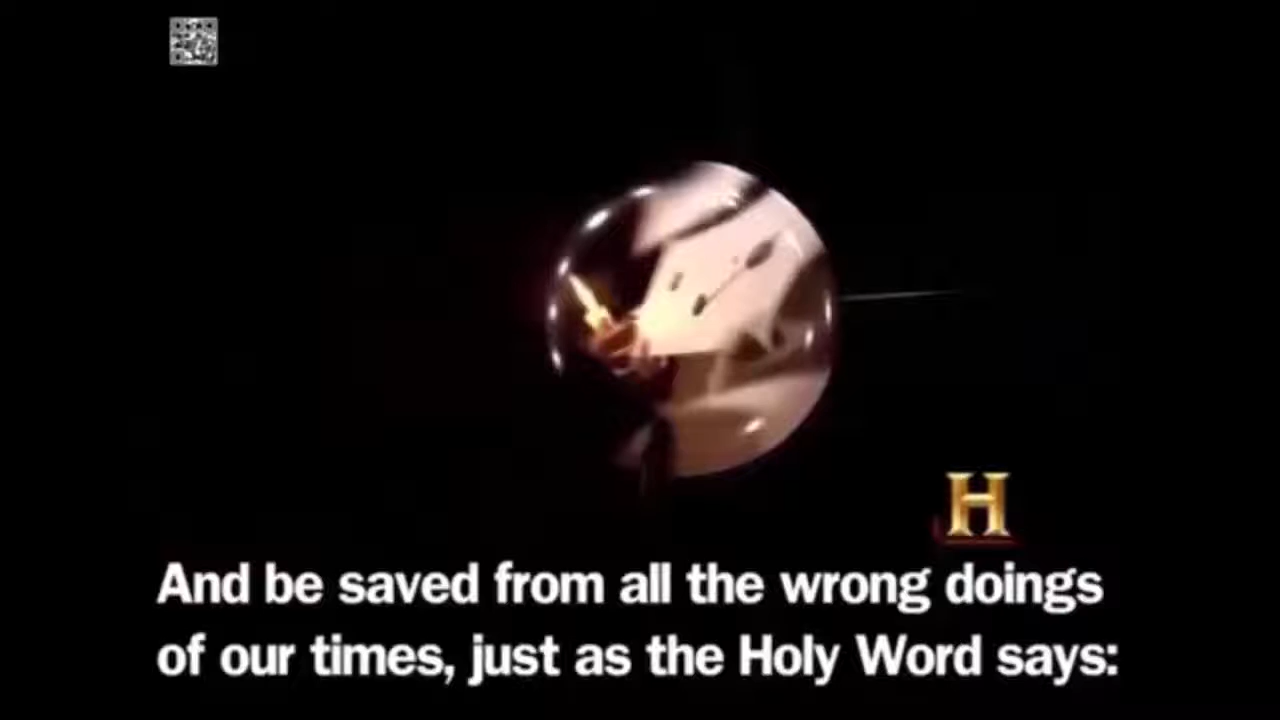 H
And be saved from all the wrong doings
of our times, just as the Holy Word says: